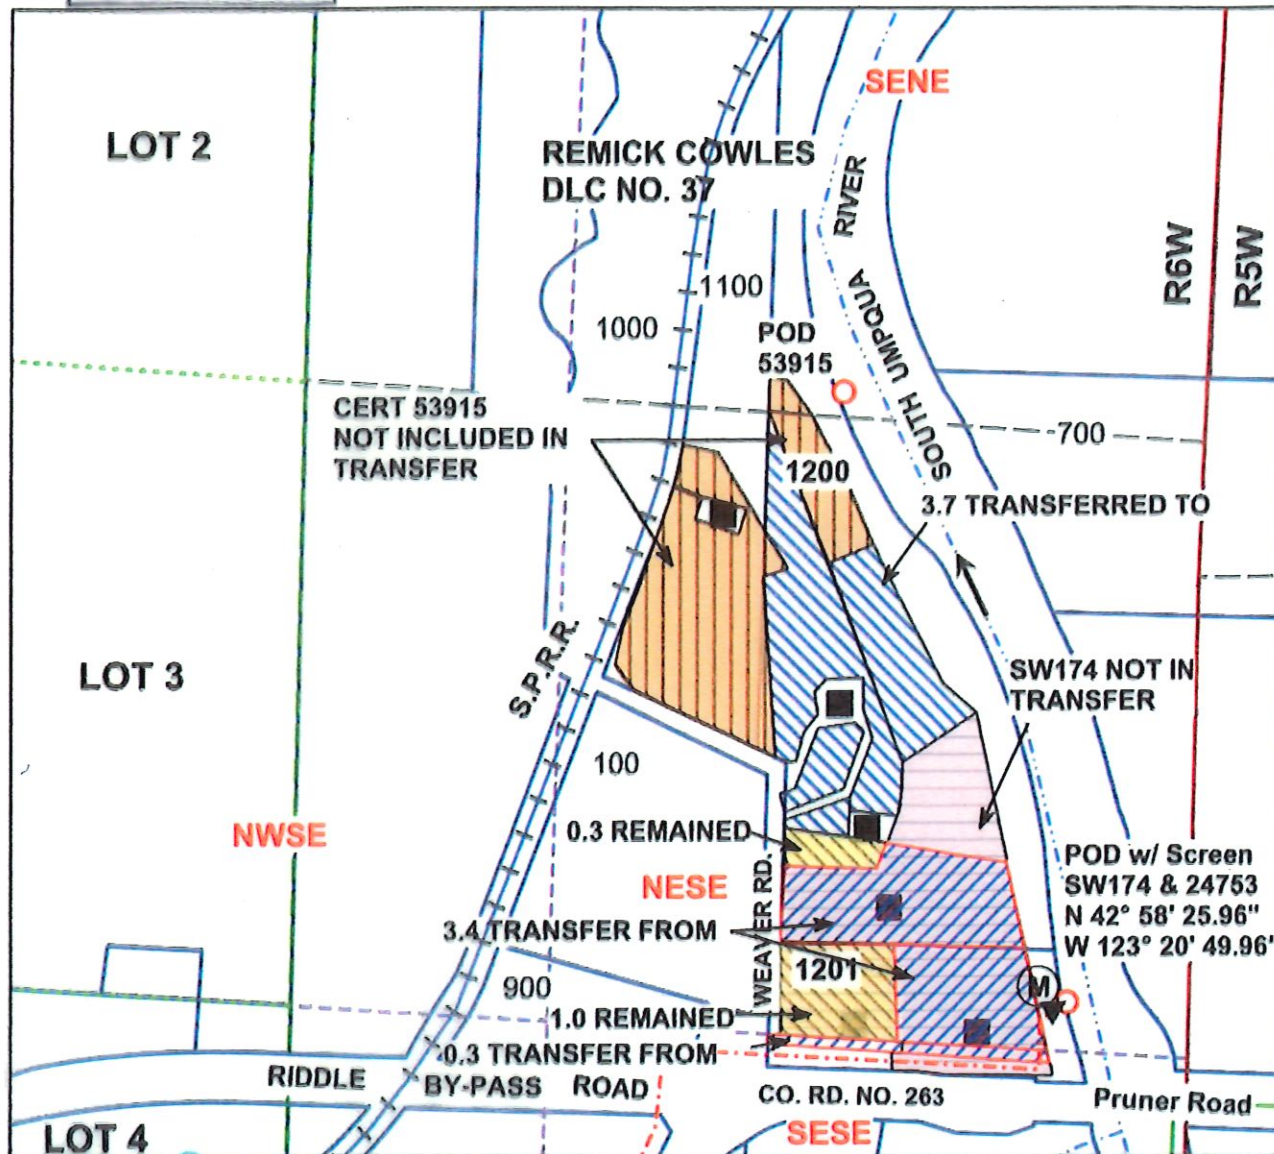 SENE
LOT 2
REMICK COWLES
DLC NO. 37
RIVER
SOUTH UMPQUA
R6W
R5W
1100
1000
POD
53915
CERT 53915
NOT INCLUDED IN
TRANSFER
700
1200
3.7 TRANSFERRED TO
S.P.R.R.
LOT 3
SW174 NOT IN
TRANSFER
100
NWSE
0.3 REMAINED
NESE
WEAVER RD.
POD w/ Screen
SW174 & 24753
N 42° 58' 25.96"
W 123° 20' 49.96"
3.4 TRANSFER FROM
1201
M
900
1.0 REMAINED
0.3 TRANSFER FROM
RIDDLE BY-PASS ROAD
CO. RD. NO. 263
Pruner Road
SESE
LOT 4